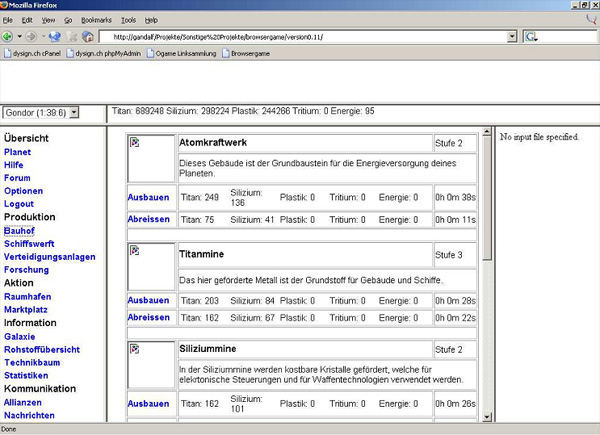 Mozilla Firefox
File Edit View Go Bookmarks Tools Help
http://gandalf/Projekte/Sonstige%20Projekte/browsergame/version0.11/
dysign.ch cPanel dysign.ch phpMyAdmin Ogame Linksammlung Browsergame
Gondor (1:39:6) Titan: 689248 Silizium: 298224 Plastik: 244266 Tritium: 0 Energie: 95
Übersicht
Planet
Hilfe
Forum
Optionen
Logout
Produktion
Bauhof
Schiffswerft
Verteidigungsanlagen
Forschung
Aktion
Raumhafen
Marktplatz
Information
Galaxie
Rohstoffübersicht
Technikbaum
Statistiken
Kommunikation
Allianzen
Nachrichten
Atomkraftwerk Stufe 2
Dieses Gebäude ist der Grundbaustein für die Energieversorgung deines
Planeten.
Ausbauen Titan: 249 Silizium: 136 Plastik: 0 Tritium: 0 Energie: 0 0h 0m 38s
Abreissen Titan: 75 Silizium: 41 Plastik: 0 Tritium: 0 Energie: 0 0h 0m 11s
Titanmine Stufe 3
Das hier geförderte Metall ist der Grundstoff für Gebäude und Schiffe.
Ausbauen Titan: 203 Silizium: 84 Plastik: 0 Tritium: 0 Energie: 0 0h 0m 28s
Abreissen Titan: 162 Silizium: 67 Plastik: 0 Tritium: 0 Energie: 0 0h 0m 22s
Siliziummine Stufe 2
In der Siliziummine werden kostbare Kristalle gefördert, welche für
elekrtonische Steuerungen und für Waffentechnologien verwendet werden.
Ausbauen Titan: 162 Silizium: 101 Plastik: 0 Tritium: 0 Energie: 0 0h 0m 26s
No input file specified.
Done